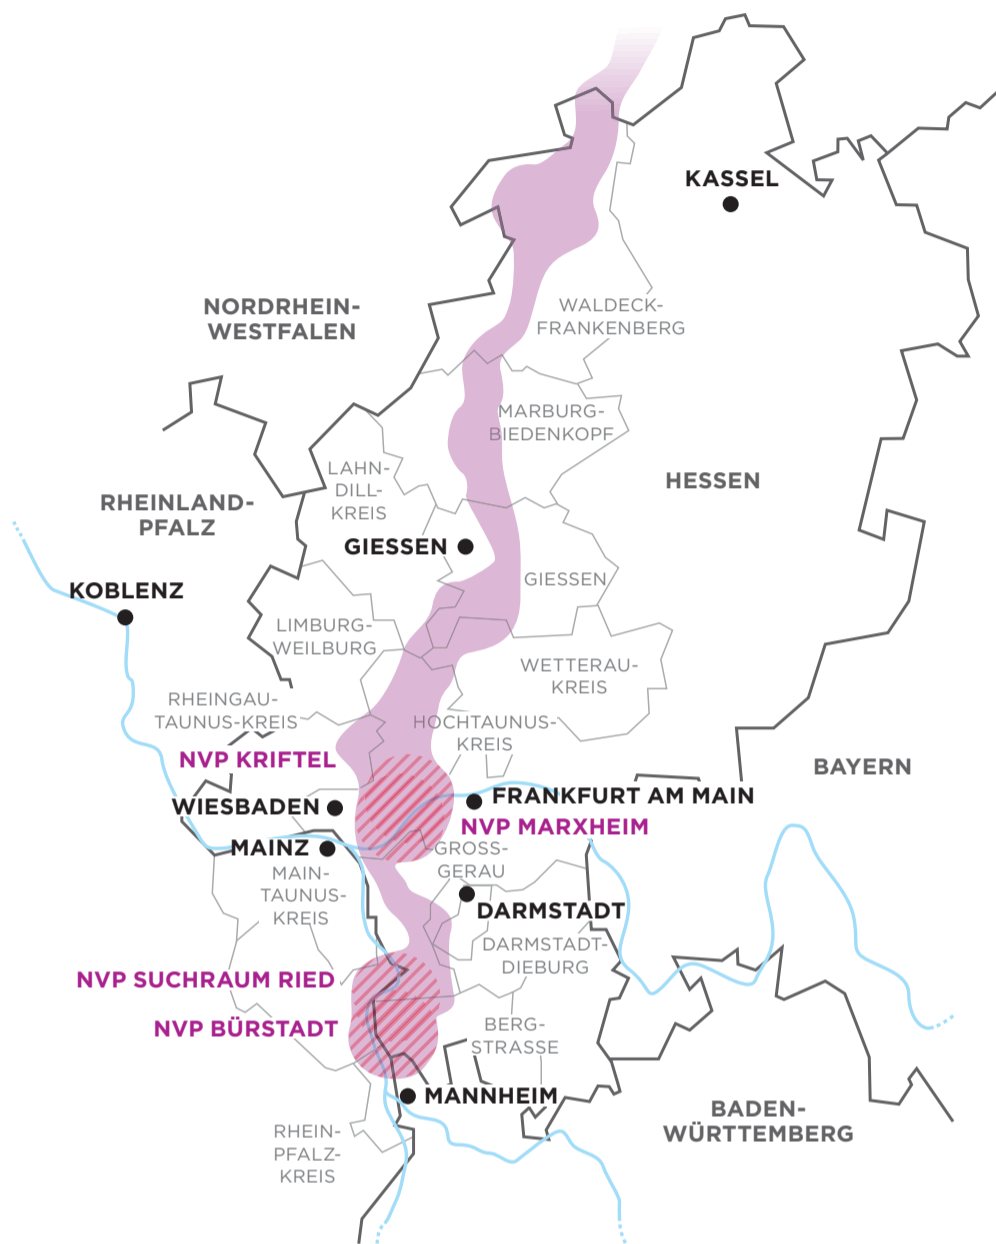 KASSEL
NORDRHEIN-
WESTFALEN
WALDECK-
FRANKENBERG
MARBURG-
BIEDENKOPF
LAHN-
DILL-
KREIS
HESSEN
RHEINLAND-
PFALZ
GIESSEN
GIESSEN
KOBLENZ
LIMBURG-
WEILBURG
WETTERAU-
KREIS
RHEINGAU-
TAUNUS-KREIS
HOCHTAUNUS-
KREIS
NVP KRIFTEL
BAYERN
WIESBADEN
FRANKFURT AM MAIN
NVP MARXHEIM
MAINZ
GROSS-
GERAU
MAIN-
TAUNUS-
KREIS
DARMSTADT
DARMSTADT-
DIEBURG
NVP SUCHRAUM RIED
NVP BÜRSTADT
BERG-
STRASSE
MANNHEIM
BADEN-
WÜRTTEMBERG
RHEIN-
PFALZ-
KREIS